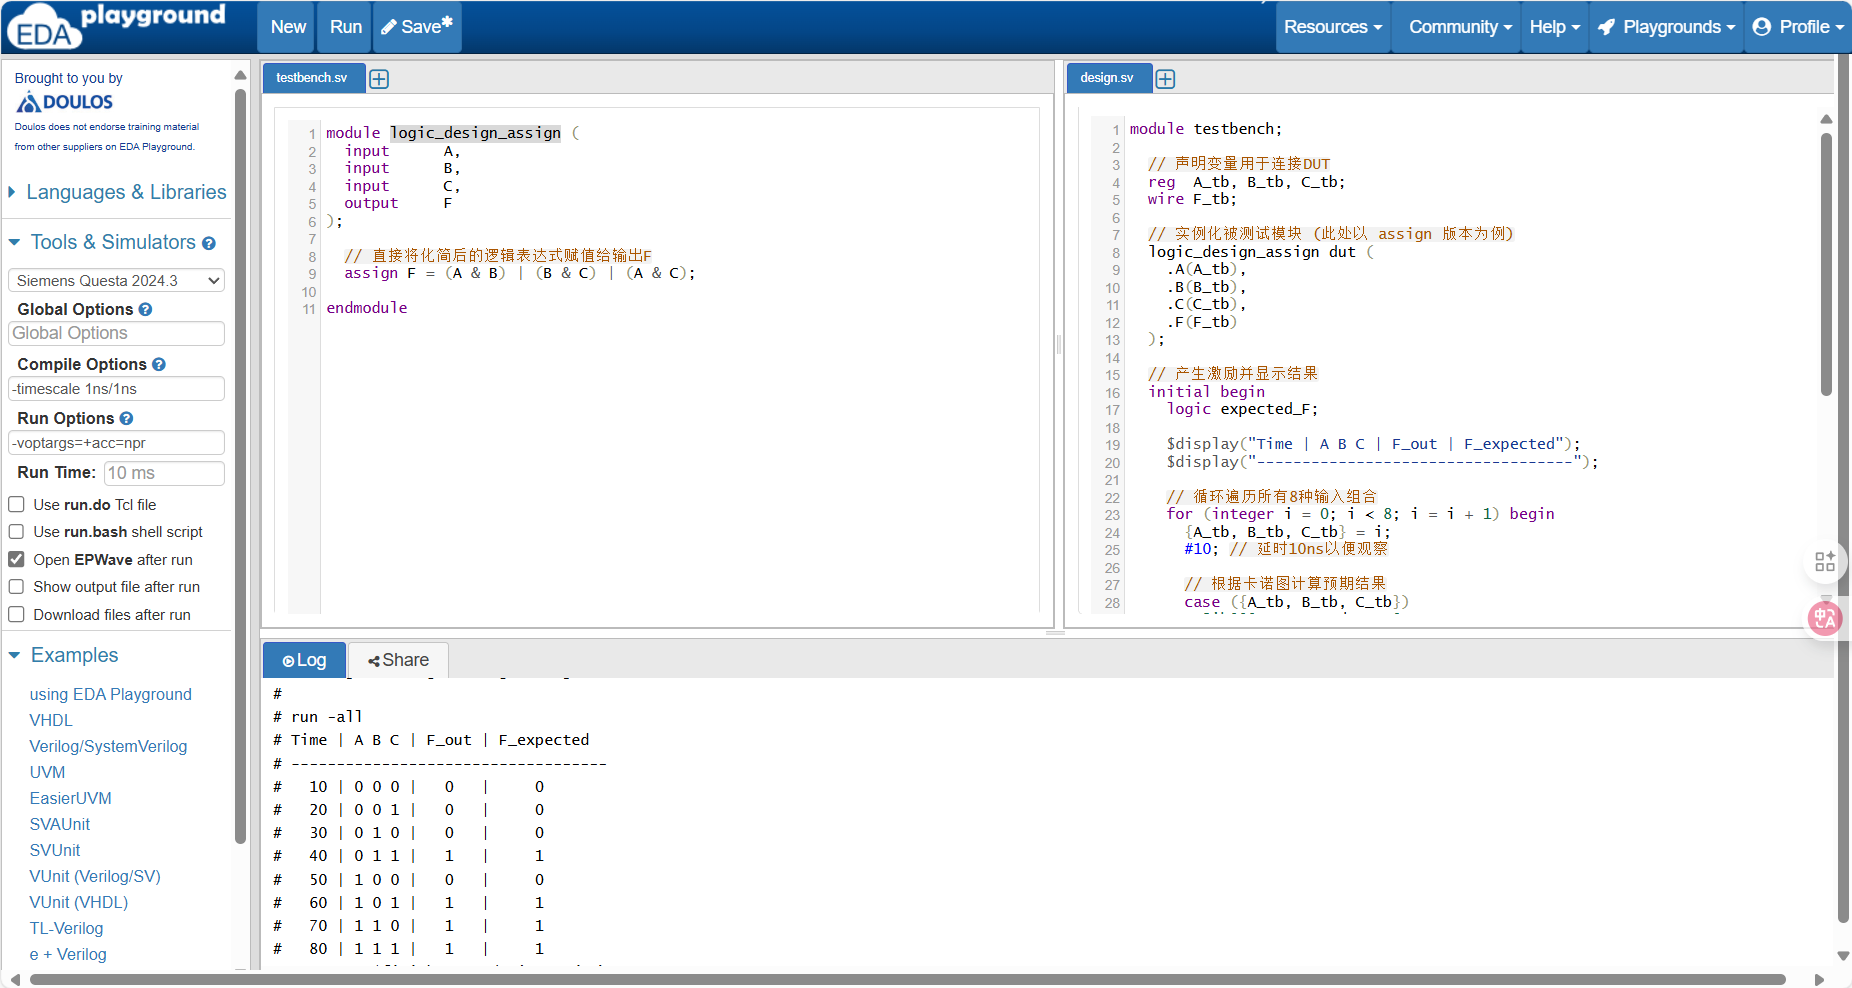 EDA playground
New
Run
Save*
Resources
Community
Help
Playgrounds
Profile
Brought to you by
DOULOS
Doulos does not endorse training material
from other suppliers on EDA Playground.
Languages & Libraries
Tools & Simulators
Siemens Questa 2024.3
Global Options
Global Options
Compile Options
-timescale 1ns/1ns
Run Options
-voptargs=+acc=npr
Run Time: 10 ms
Use run.do Tcl file
Use run.bash shell script
Open EPWave after run
Show output file after run
Download files after run
Examples
using EDA Playground
VHDL
Verilog/SystemVerilog
UVM
EasierUVM
SVAUnit
SVUnit
VUnit (Verilog/SV)
VUnit (VHDL)
TL-Verilog
e + Verilog
testbench.sv
1 module logic_design_assign (
2   input      A,
3   input      B,
4   input      C,
5   output     F
6 );
7
8   // 直接将化简后的逻辑表达式赋值给输出F
9   assign F = (A & B) | (B & C) | (A & C);
10
11 endmodule
design.sv
1 module testbench;
2
3   // 声明变量用于连接DUT
4   reg  A_tb, B_tb, C_tb;
5   wire F_tb;
6
7   // 实例化被测试模块 (此处以 assign 版本为例)
8   logic_design_assign dut (
9     .A(A_tb),
10     .B(B_tb),
11     .C(C_tb),
12     .F(F_tb)
13   );
14
15   // 产生激励并显示结果
16   initial begin
17     logic expected_F;
18
19     $display("Time | A B C | F_out | F_expected");
20     $display("-----------------------------------");
21
22     // 循环遍历所有8种输入组合
23     for (integer i = 0; i < 8; i = i + 1) begin
24       {A_tb, B_tb, C_tb} = i;
25       #10; // 延时10ns以便观察
26
27       // 根据卡诺图计算预期结果
28       case ({A_tb, B_tb, C_tb})
Log
Share
#
# run -all
# Time | A B C | F_out | F_expected
# -----------------------------------
#   10 | 0 0 0 |   0   |     0
#   20 | 0 0 1 |   0   |     0
#   30 | 0 1 0 |   0   |     0
#   40 | 0 1 1 |   1   |     1
#   50 | 1 0 0 |   0   |     0
#   60 | 1 0 1 |   1   |     1
#   70 | 1 1 0 |   1   |     1
#   80 | 1 1 1 |   1   |     1